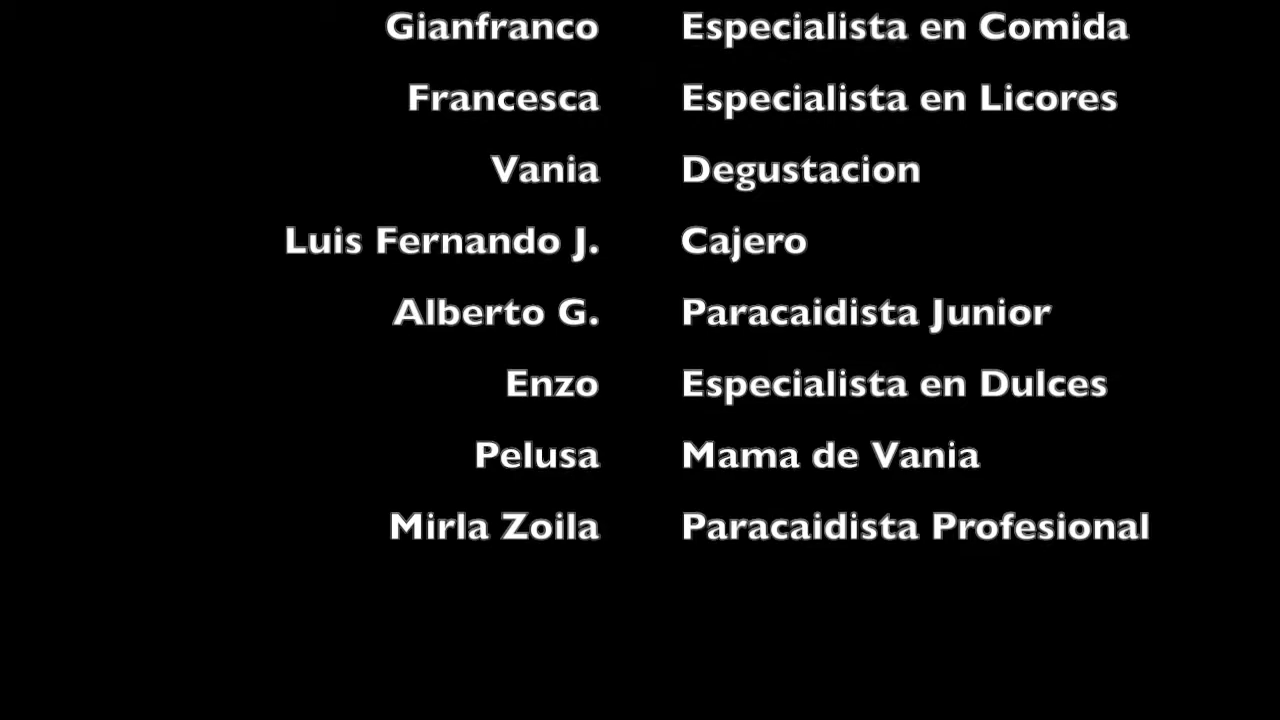 Gianfranco Especialista en Comida
Francesca Especialista en Licores
Vania Degustacion
Luis Fernando J. Cajero
Alberto G. Paracaidista Junior
Enzo Especialista en Dulces
Pelusa Mama de Vania
Mirla Zoila Paracaidista Profesional